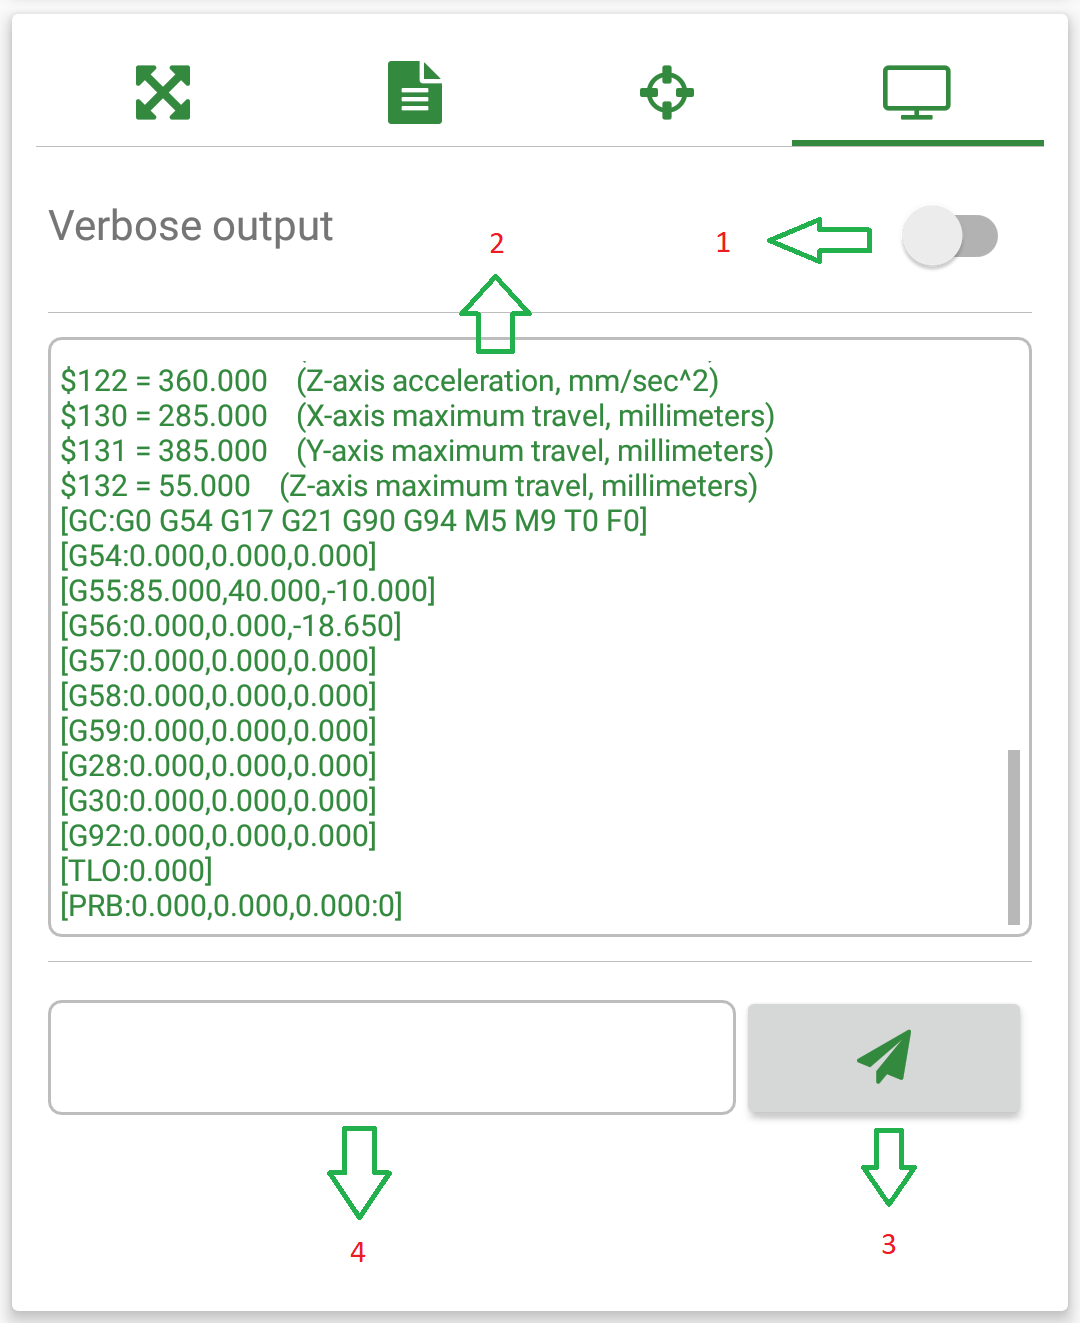 Verbose output
2
1
$122 = 360.000    (Z-axis acceleration, mm/sec^2)
$130 = 285.000    (X-axis maximum travel, millimeters)
$131 = 385.000    (Y-axis maximum travel, millimeters)
$132 = 55.000    (Z-axis maximum travel, millimeters)
[GC:G0 G54 G17 G21 G90 G94 M5 M9 T0 F0]
[G54:0.000,0.000,0.000]
[G55:85.000,40.000,-10.000]
[G56:0.000,0.000,-18.650]
[G57:0.000,0.000,0.000]
[G58:0.000,0.000,0.000]
[G59:0.000,0.000,0.000]
[G28:0.000,0.000,0.000]
[G30:0.000,0.000,0.000]
[G92:0.000,0.000,0.000]
[TLO:0.000]
[PRB:0.000,0.000,0.000:0]
4
3